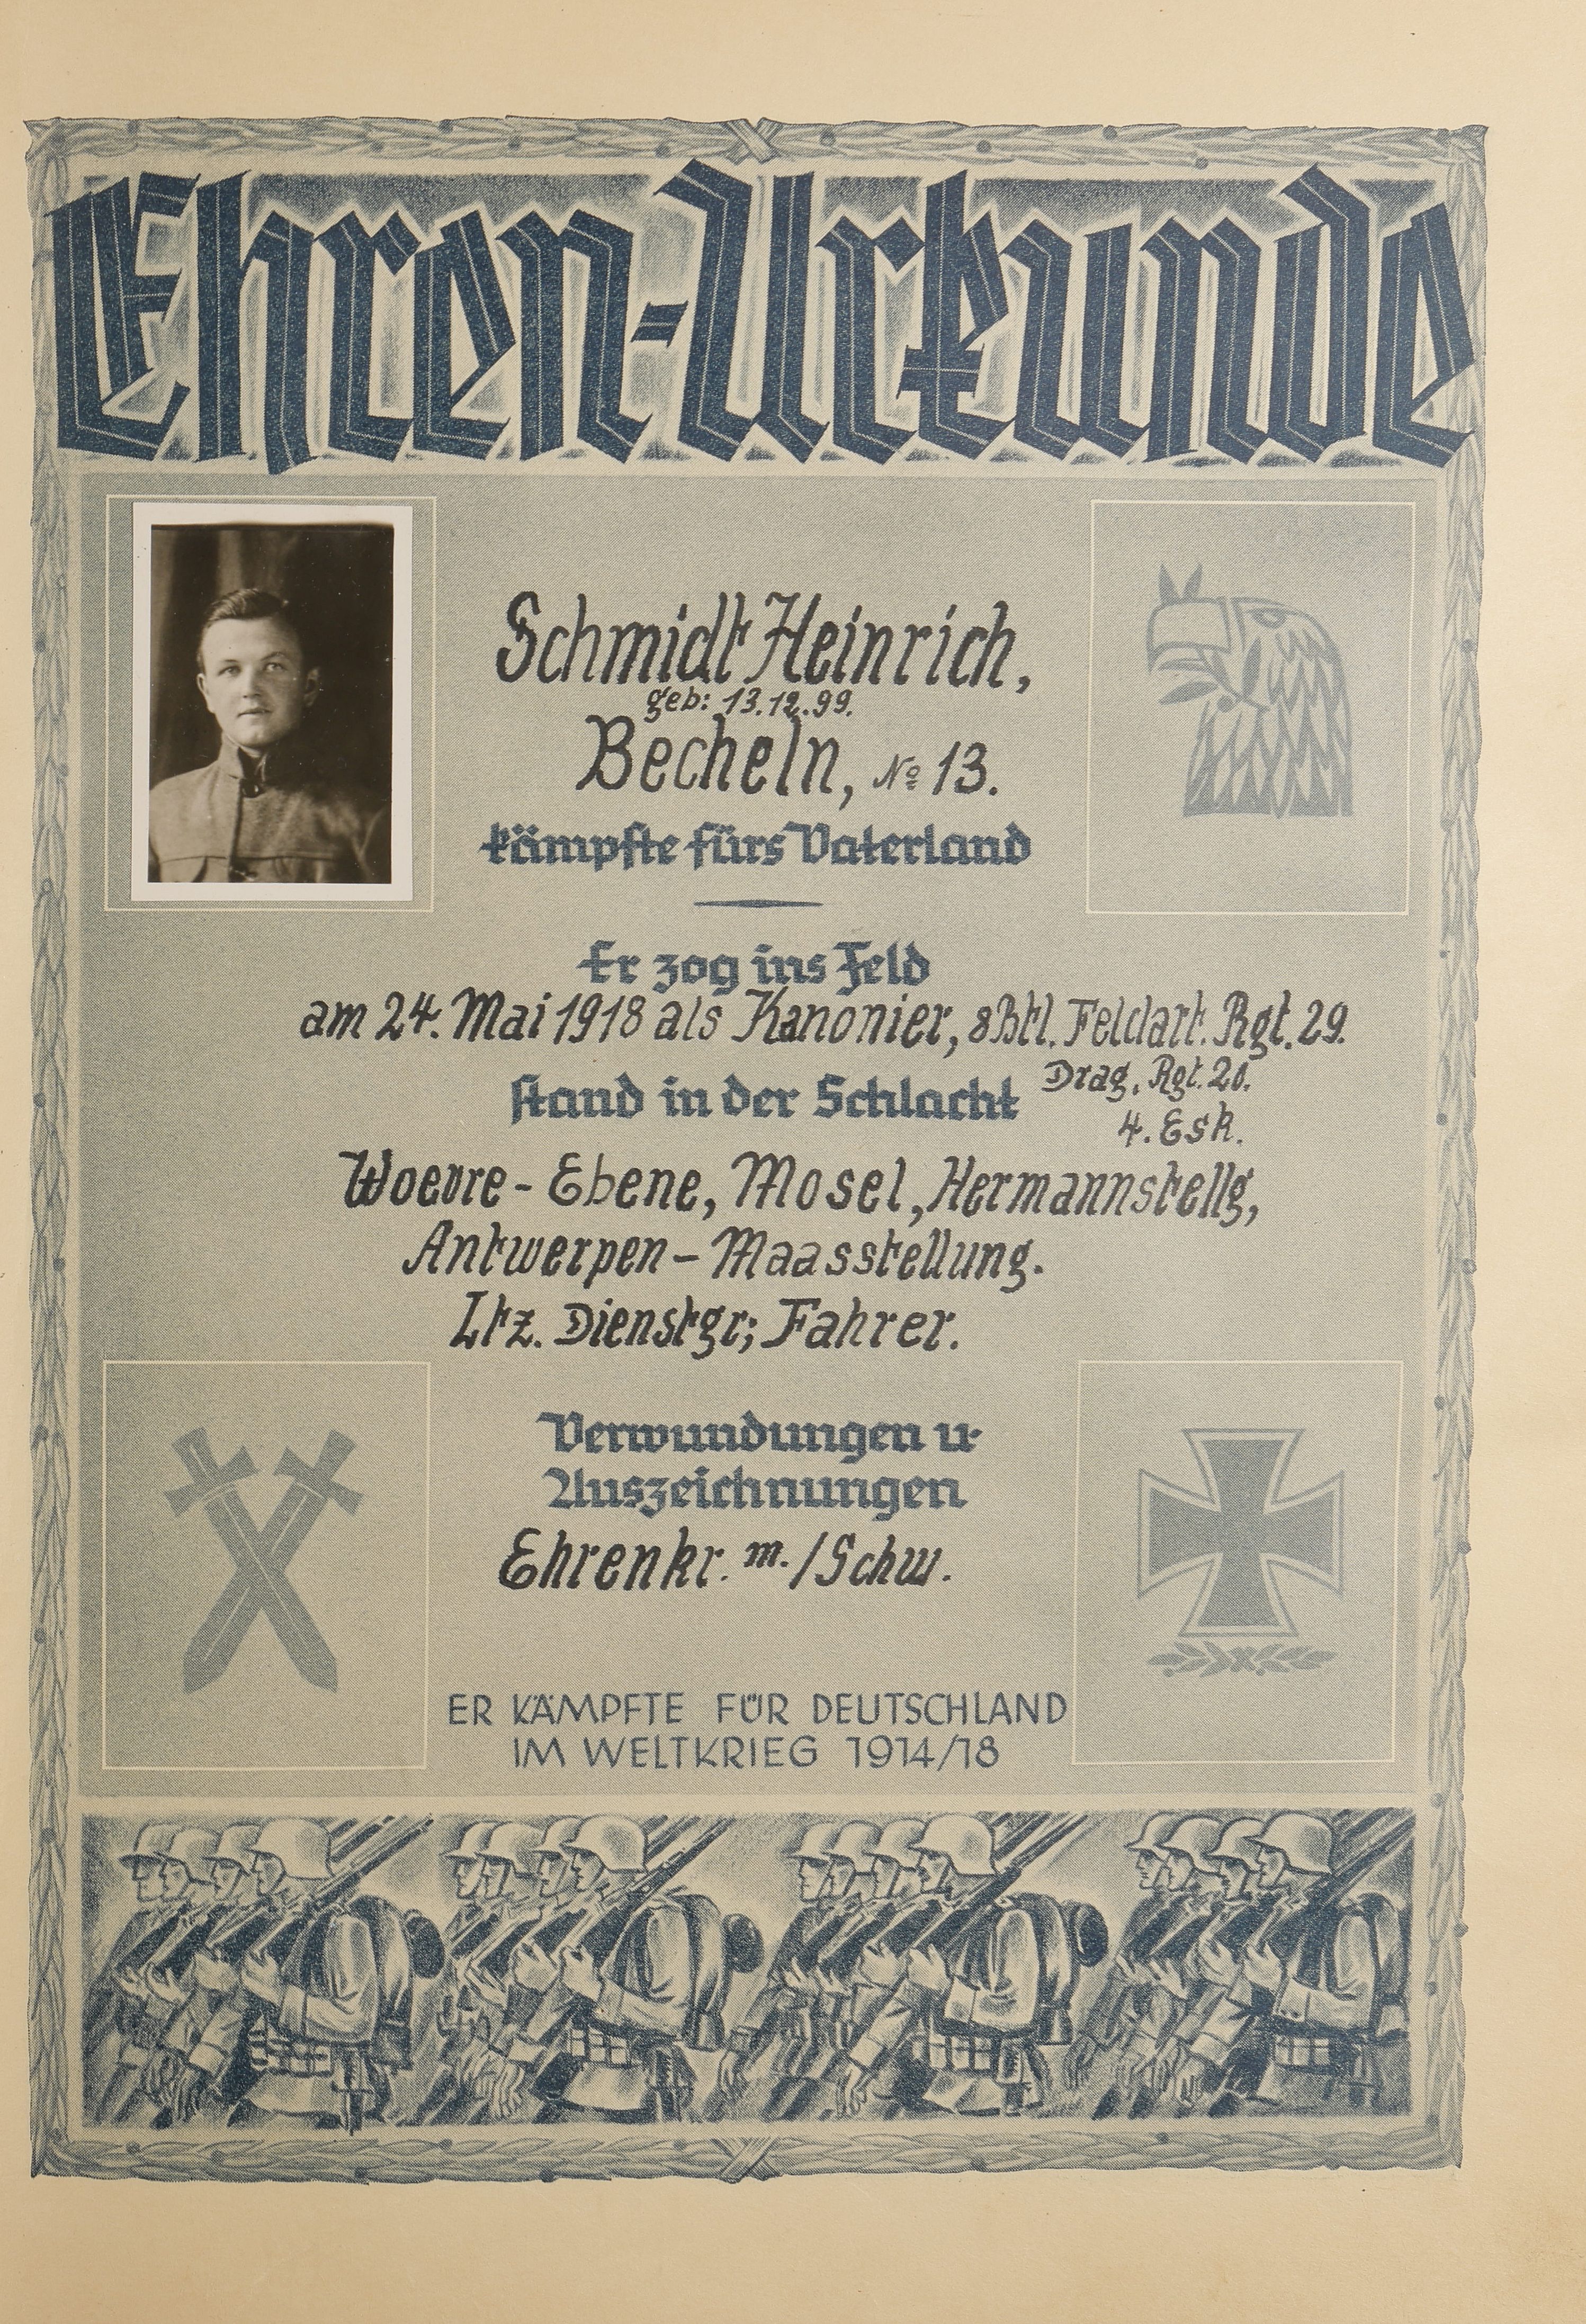 Ehren-Urkunde
Schmidt Heinrich,
geb: 13.12.99.
Becheln, № 13.
kämpfte fürs Vaterland
Er zog ins Feld
am 24. Mai 1918 als Kanonier, 8 Btl. Feldart. Rgt. 29.
Drag. Rgt. 20.
stand in der Schlacht
4. Esk.
Woevre - Ebene, Mosel, Hermannstellg,
Antwerpen - Maasstellung.
Ltz. Dienstgr; Fahrer.
Verwundungen u.
Auszeichnungen
Ehrenkr. m./Schw.
ER KÄMPFTE FÜR DEUTSCHLAND
IM WELTKRIEG 1914/18